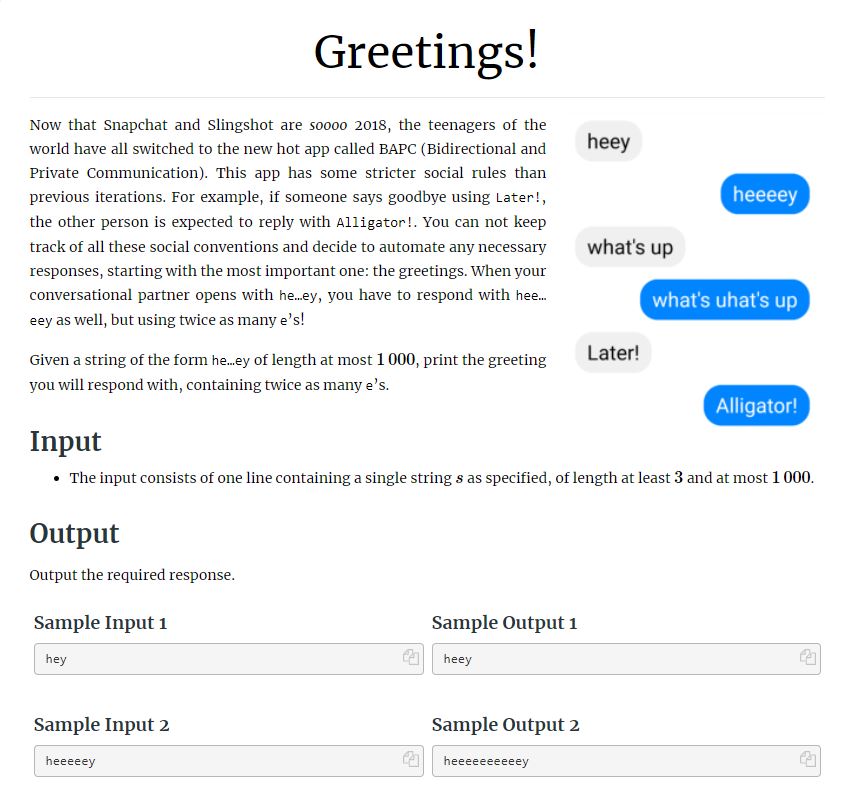 Greetings!
Now that Snapchat and Slingshot are soooo 2018, the teenagers of the
world have all switched to the new hot app called BAPC (Bidirectional and
Private Communication). This app has some stricter social rules than
previous iterations. For example, if someone says goodbye using Later!,
the other person is expected to reply with Alligator!. You can not keep
track of all these social conventions and decide to automate any necessary
responses, starting with the most important one: the greetings. When your
conversational partner opens with he…ey, you have to respond with hee…
eey as well, but using twice as many e's!
Given a string of the form he…ey of length at most 1 000, print the greeting
you will respond with, containing twice as many e's.
heey
heeeey
what's up
what's uhat's up
Later!
Alligator!
Input
• The input consists of one line containing a single string s as specified, of length at least 3 and at most 1 000.
Output
Output the required response.
Sample Input 1
Sample Output 1
hey
heey
Sample Input 2
Sample Output 2
heeeeey
heeeeeeeeeey